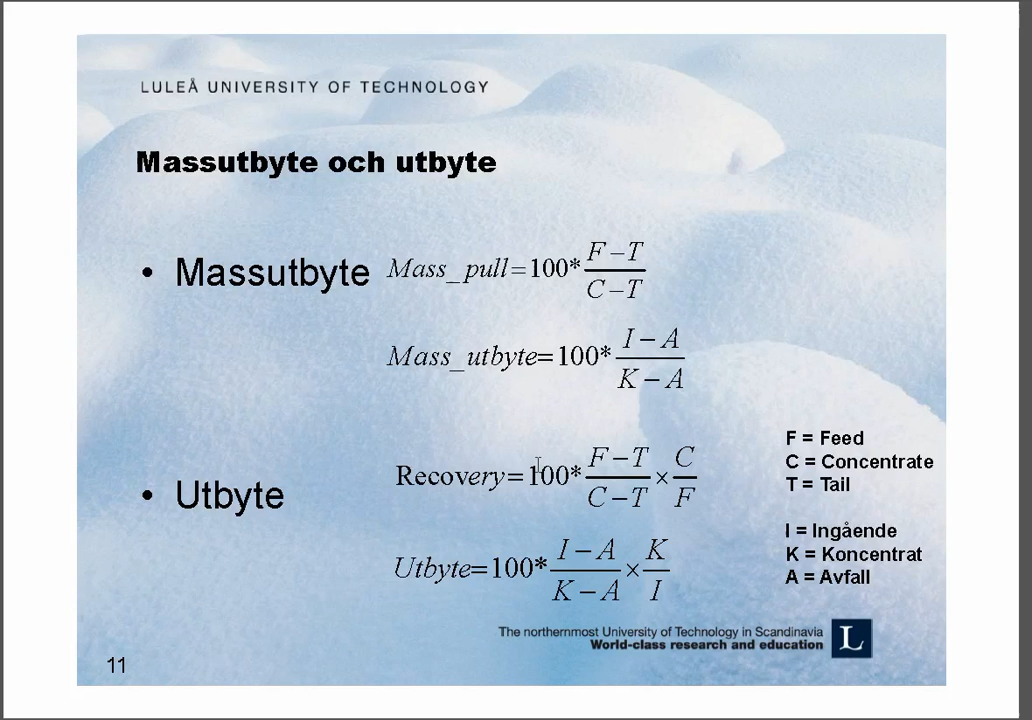 LULEÅ UNIVERSITY OF TECHNOLOGY
Massutbyte och utbyte
• Massutbyte Mass_pull=100*(F−T)/(C−T)
Mass_utbyte=100*(I−A)/(K−A)
• Utbyte Recovery=100*(F−T)/(C−T)×C/F
Utbyte=100*(I−A)/(K−A)×K/I
F = Feed
C = Concentrate
T = Tail
I = Ingående
K = Koncentrat
A = Avfall
The northernmost University of Technology in Scandinavia
World-class research and education
L
11